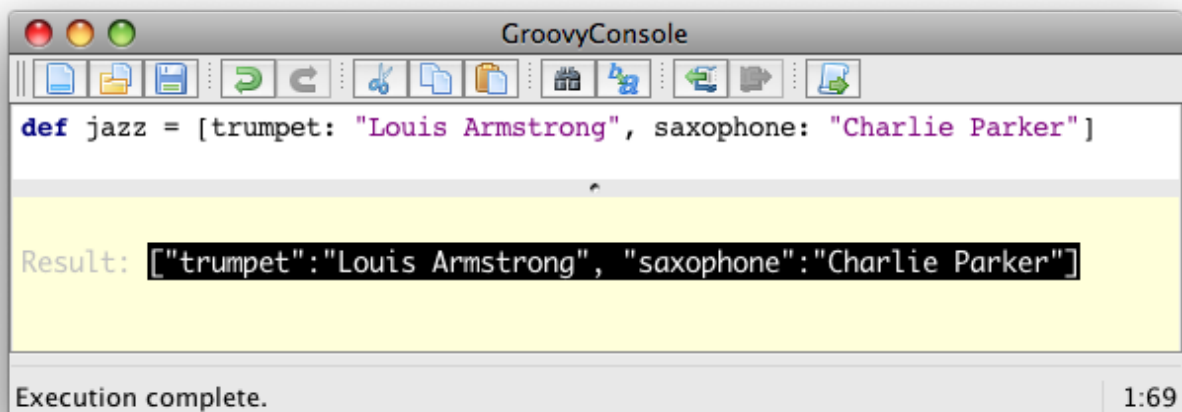 GroovyConsole
def jazz = [trumpet: "Louis Armstrong", saxophone: "Charlie Parker"]
Result: ["trumpet":"Louis Armstrong", "saxophone":"Charlie Parker"]
Execution complete.
1:69